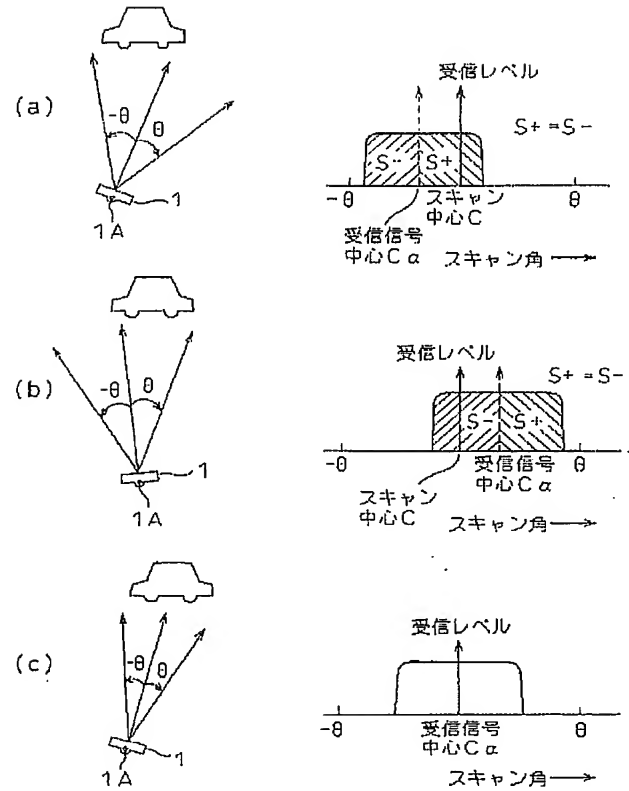 (a)
-θ
θ
1
1A
受信レベル
S+=S-
S-
S+
-θ
スキャン
中心C
θ
受信信号
中心Cα
スキャン角
(b)
-θ
θ
1
1A
受信レベル
S+=S-
S-
S+
-θ
受信信号
中心Cα
θ
スキャン
中心C
スキャン角
(c)
-θ
θ
1
1A
受信レベル
-θ
受信信号
中心Cα
θ
スキャン角